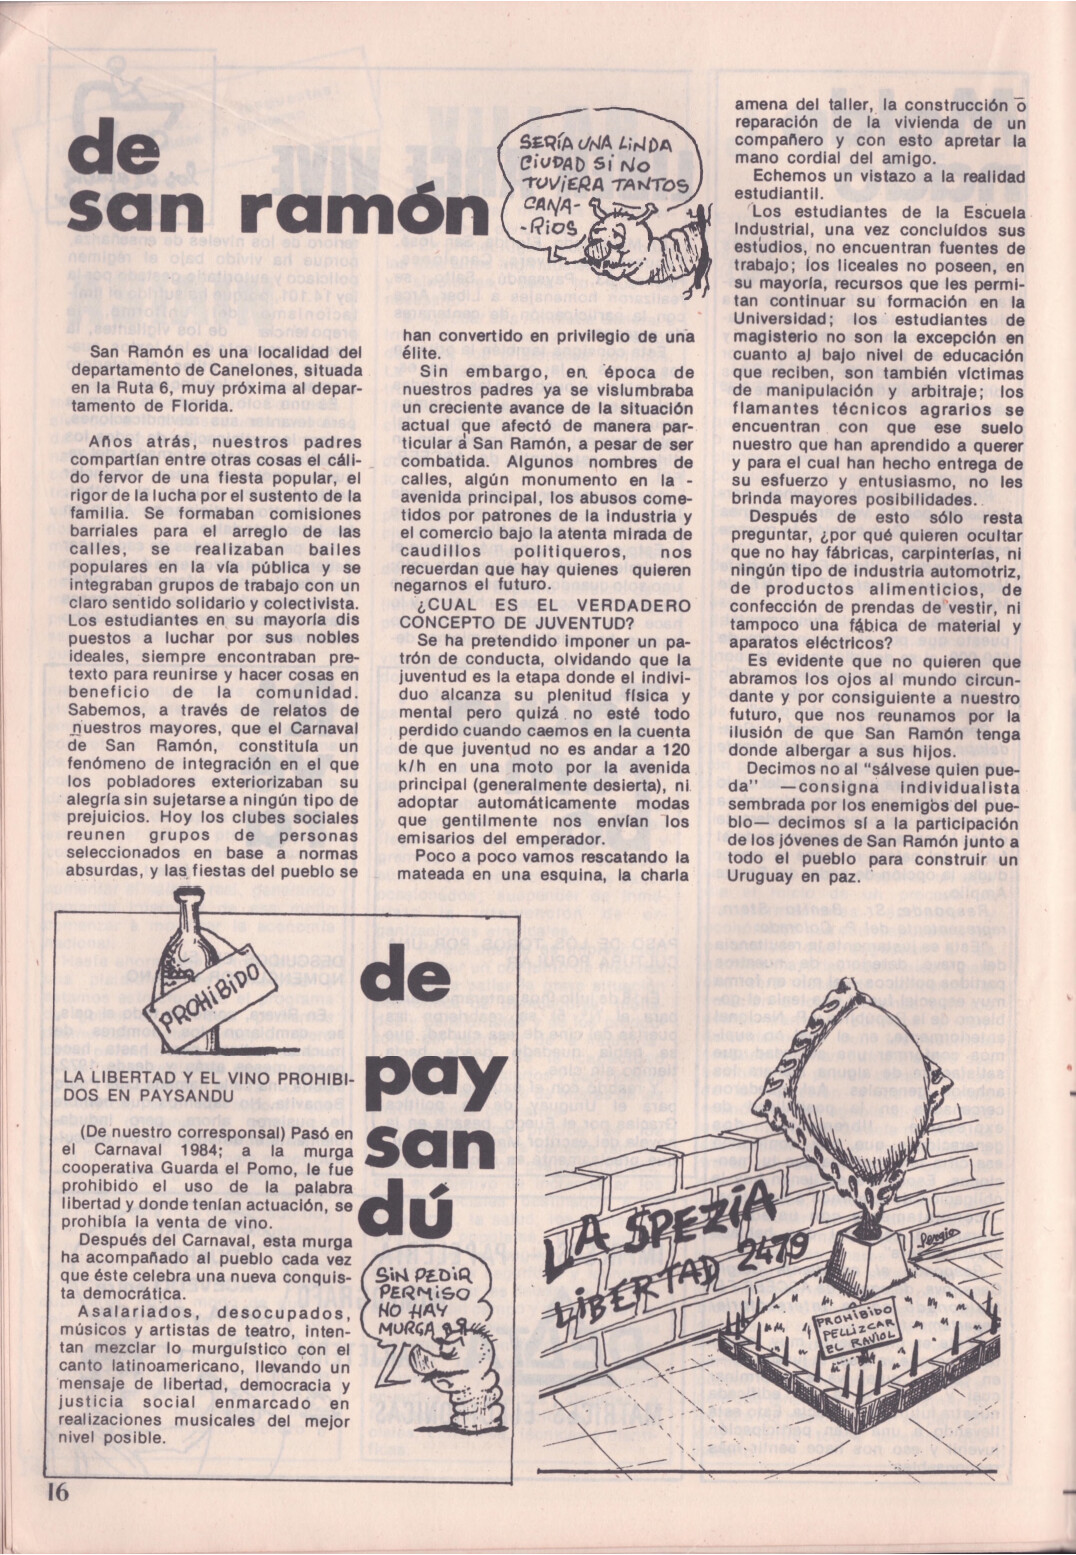 de
san ramón
SERÍA UNA LINDA
CIUDAD SI NO
TUVIERA TANTOS
CANA-
-RIOS
San Ramón es una localidad del
departamento de Canelones, situada
en la Ruta 6, muy próxima al depar-
tamento de Florida.
Años atrás, nuestros padres
compartían entre otras cosas el cáli-
do fervor de una fiesta popular, el
rigor de la lucha por el sustento de la
familia. Se formaban comisiones
barriales para el arreglo de las
calles, se realizaban bailes
populares en la vía pública y se
integraban grupos de trabajo con un
claro sentido solidario y colectivista.
Los estudiantes en su mayoría dis
puestos a luchar por sus nobles
ideales, siempre encontraban pre-
texto para reunirse y hacer cosas en
beneficio de la comunidad.
Sabemos, a través de relatos de
nuestros mayores, que el Carnaval
de San Ramón, constituía un
fenómeno de integración en el que
los pobladores exteriorizaban su
alegría sin sujetarse a ningún tipo de
prejuicios. Hoy los clubes sociales
reunen grupos de personas
seleccionados en base a normas
absurdas, y las fiestas del pueblo se
han convertido en privilegio de una
élite.
Sin embargo, en época de
nuestros padres ya se vislumbraba
un creciente avance de la situación
actual que afectó de manera par-
ticular a San Ramón, a pesar de ser
combatida. Algunos nombres de
calles, algún monumento en la -
avenida principal, los abusos come-
tidos por patrones de la industria y
el comercio bajo la atenta mirada de
caudillos politiqueros, nos
recuerdan que hay quienes quieren
negarnos el futuro.
¿CUAL ES EL VERDADERO
CONCEPTO DE JUVENTUD?
Se ha pretendido imponer un pa-
trón de conducta, olvidando que la
juventud es la etapa donde el indivi-
duo alcanza su plenitud física y
mental pero quizá no esté todo
perdido cuando caemos en la cuenta
de que juventud no es andar a 120
k/h en una moto por la avenida
principal (generalmente desierta), ni
adoptar automáticamente modas
que gentilmente nos envían los
emisarios del emperador.
Poco a poco vamos rescatando la
mateada en una esquina, la charla
amena del taller, la construcción o
reparación de la vivienda de un
compañero y con esto apretar la
mano cordial del amigo.
Echemos un vistazo a la realidad
estudiantil.
Los estudiantes de la Escuela
Industrial, una vez concluídos sus
estudios, no encuentran fuentes de
trabajo; los liceales no poseen, en
su mayoría, recursos que les permi-
tan continuar su formación en la
Universidad; los estudiantes de
magisterio no son la excepción en
cuanto al bajo nivel de educación
que reciben, son también víctimas
de manipulación y arbitraje; los
flamantes técnicos agrarios se
encuentran con que ese suelo
nuestro que han aprendido a querer
y para el cual han hecho entrega de
su esfuerzo y entusiasmo, no les
brinda mayores posibilidades.
Después de esto sólo resta
preguntar, ¿por qué quieren ocultar
que no hay fábricas, carpinterías, ni
ningún tipo de industria automotriz,
de productos alimenticios, de
confección de prendas de vestir, ni
tampoco una fábica de material y
aparatos eléctricos?
Es evidente que no quieren que
abramos los ojos al mundo circun-
dante y por consiguiente a nuestro
futuro, que nos reunamos por la
ilusión de que San Ramón tenga
donde albergar a sus hijos.
Decimos no al "sálvese quien pue-
da" —consigna individualista
sembrada por los enemigos del pue-
blo— decimos sí a la participación
de los jóvenes de San Ramón junto a
todo el pueblo para construir un
Uruguay en paz.
PROHIBIDO
de
pay
san
dú
LA LIBERTAD Y EL VINO PROHIBI-
DOS EN PAYSANDU
(De nuestro corresponsal) Pasó en
el Carnaval 1984; a la murga
cooperativa Guarda el Pomo, le fue
prohibido el uso de la palabra
libertad y donde tenían actuación, se
prohibía la venta de vino.
Después del Carnaval, esta murga
ha acompañado al pueblo cada vez
que éste celebra una nueva conquis-
ta democrática.
Asalariados, desocupados,
músicos y artistas de teatro, inten-
tan mezclar lo murguístico con el
canto latinoamericano, llevando un
mensaje de libertad, democracia y
justicia social enmarcado en
realizaciones musicales del mejor
nivel posible.
SIN PEDIR
PERMISO
NO HAY
MURGA
LA SPEZIA
LIBERTAD 2479
Sergio
PROHIBIDO
PELLIZCAR
EL RAVIOL
16